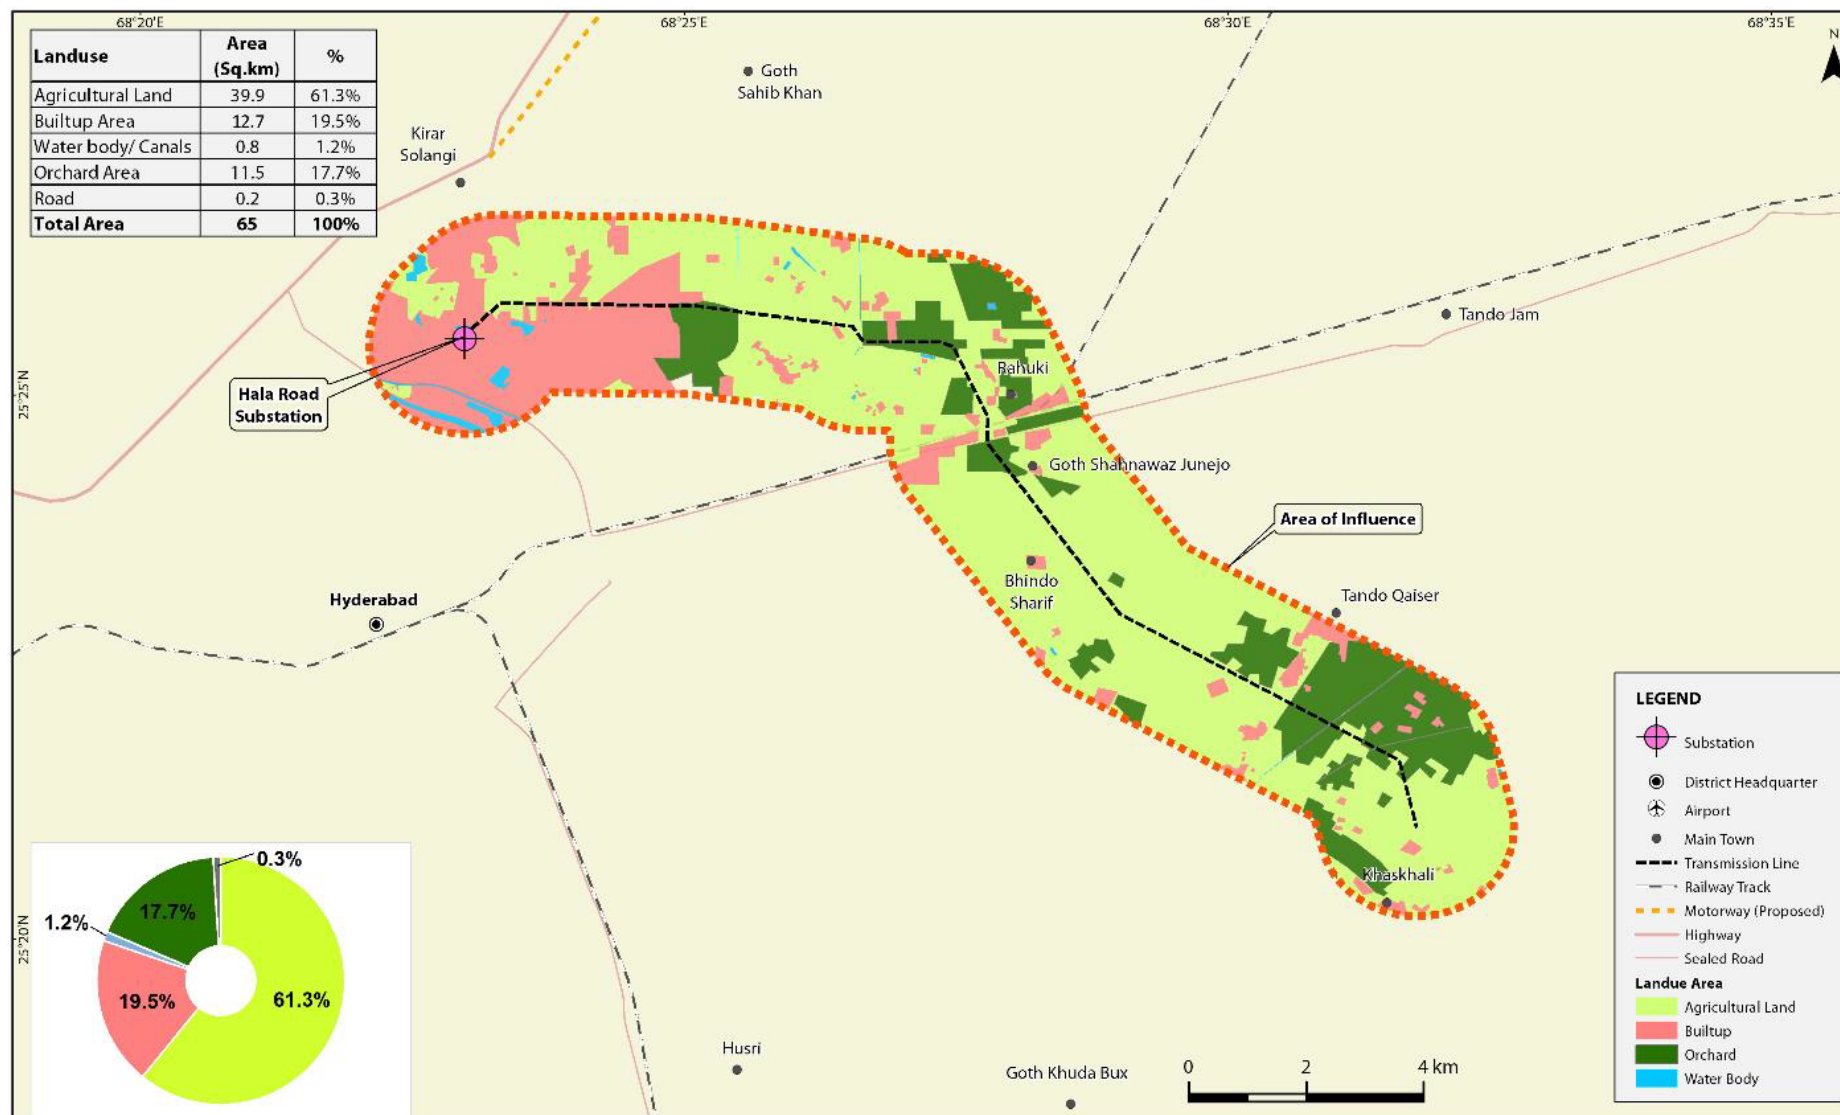 68°20'E
68°25'E
68°30'E
68°35'E
N
Landuse Area (Sq.km) %
Agricultural Land 39.9 61.3%
Builtup Area 12.7 19.5%
Water body/ Canals 0.8 1.2%
Orchard Area 11.5 17.7%
Road 0.2 0.3%
Total Area 65 100%
Goth
Sahib Khan
Kirar
Solangi
Tando Jam
25°25'N
Rahuki
Hala Road
Substation
Goth Shahnawaz Junejo
Area of Influence
Bhindo
Sharif
Tando Qaiser
Hyderabad
Khaskhali
25°20'N
0.3%
17.7%
1.2%
19.5%
61.3%
Husri
Goth Khuda Bux
0 2 4 km
LEGEND
Substation
District Headquarter
Airport
Main Town
Transmission Line
Railway Track
Motorway (Proposed)
Highway
Sealed Road
Landue Area
Agricultural Land
Builtup
Orchard
Water Body